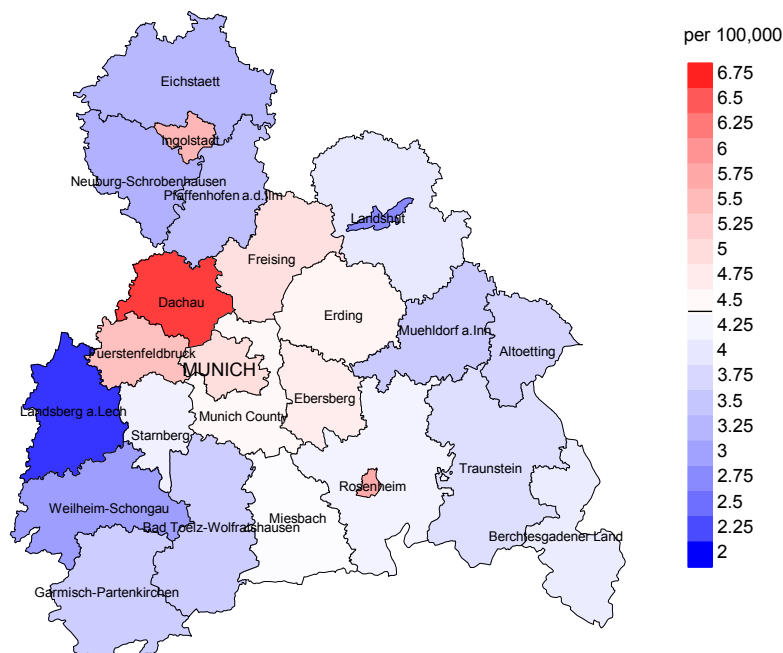 per 100,000
6.75
6.5
6.25
6
5.75
5.5
5.25
5
4.75
4.5
4.25
4
3.75
3.5
3.25
3
2.75
2.5
2.25
2
Eichstaett
Ingolstadt
Neuburg-Schrobenhausen
Pfaffenhofen a.d.Ilm
Landshut
Freising
Dachau
Erding
Muehldorf a.Inn
Altoetting
Fuerstenfeldbruck
MUNICH
Ebersberg
Landsberg a.Lech
Munich County
Starnberg
Traunstein
Rosenheim
Weilheim-Schongau
Miesbach
Bad Toelz-Wolfratshausen
Berchtesgadener Land
Garmisch-Partenkirchen